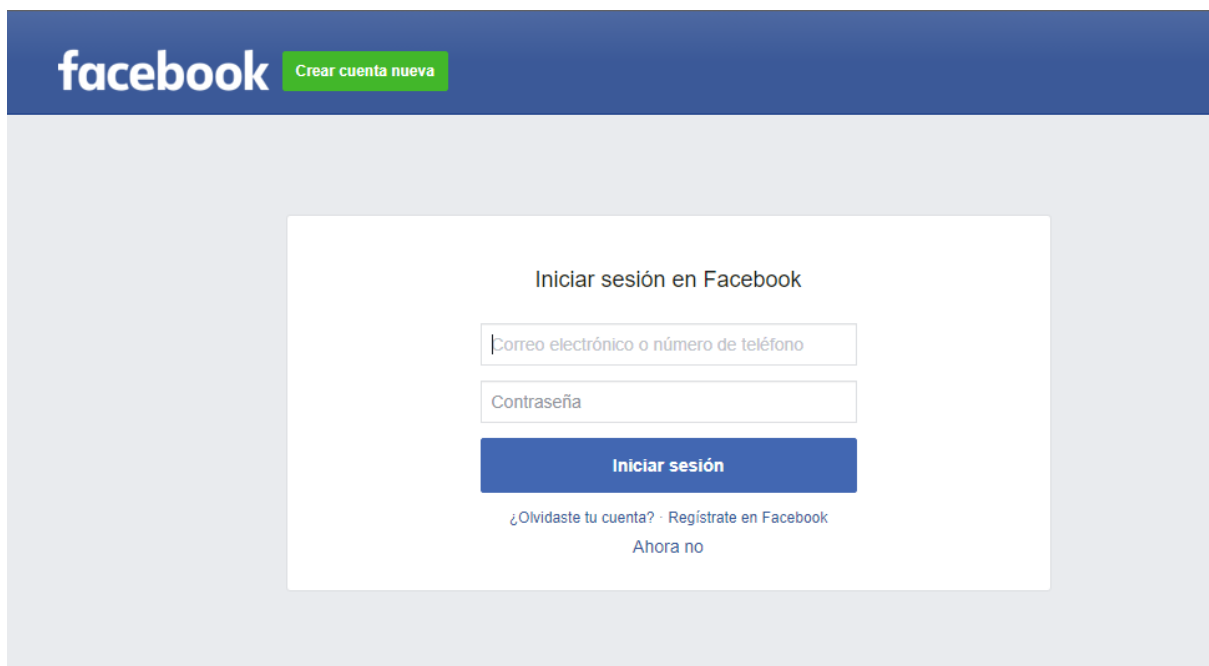 facebook Crear cuenta nueva
Iniciar sesión en Facebook
Correo electrónico o número de teléfono
Contraseña
Iniciar sesión
¿Olvidaste tu cuenta? · Regístrate en Facebook
Ahora no